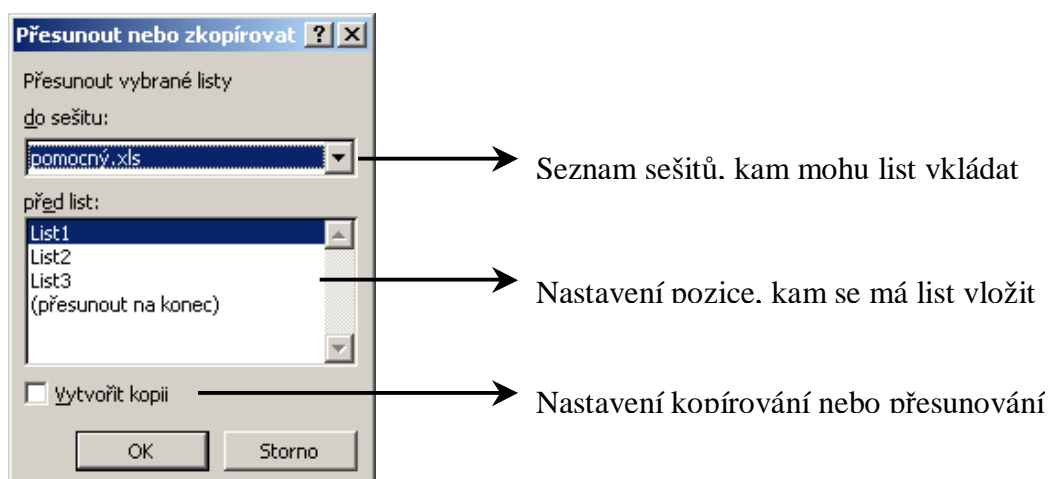 Přesunout nebo zkopírovat
Přesunout vybrané listy
do sešitu:
pomocný.xls
Seznam sešitů, kam mohu list vkládat
před list:
List1
List2
List3
(přesunout na konec)
Nastavení pozice, kam se má list vložit
Vytvořit kopii
Nastavení kopírování nebo přesunování
OK
Storno